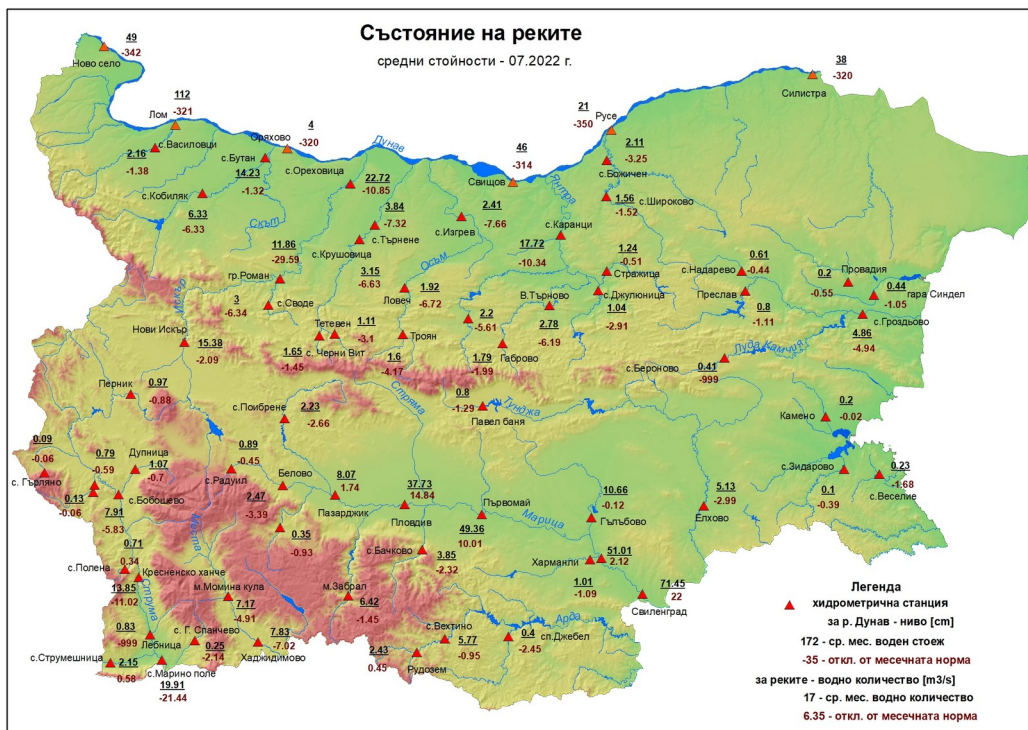 Състояние на реките
средни стойности - 07.2022 г.
49
-342
Ново село
38
-320
Силистра
112
Лом -321
21
Русе
-350
4
Оряхово -320
Дунав
46
-314
Свищов
с.Василовци
2.16
-1.38
с.Бутан
14.23
-1.32
с.Ореховица
22.72
-10.85
2.11
-3.25
с.Божичен
Янтра
1.56
-1.52
с.Широково
с.Кобиляк
6.33
-6.33
Скът
3.84
-7.32
с.Търнене
2.41
-7.66
с.Изгрев
с.Каранци
17.72
-10.34
11.86
-29.59
гр.Роман
с.Крушовица
3.15
-6.63
Осъм
Ловеч
1.92
-6.72
1.24
-0.51
Стражица
с.Джулюница
1.04
-2.91
с.Надарево
0.61
-0.44
Преслав
0.8
-1.11
0.2
-0.55
Провадия
0.44
-1.05
гара Синдел
с.Гроздьово
4.86
-4.94
3
-6.34
с.Своде
Искър
Нови Искър
15.38
-2.09
Тетевен
1.11
-3.1
с. Черни Вит
1.65
-1.45
Троян
1.6
-4.17
2.2
-5.61
В.Търново
2.78
-6.19
Габрово
1.79
-1.99
Луда Камчия
с.Бероново
0.41
-999
Перник
0.97
-0.88
с.Поибрене
2.23
-2.66
Стряма
0.8
-1.29
Павел баня
Тунджа
0.2
-0.02
Камено
0.09
-0.06
с. Гърляно
0.79
-0.59
Дупница
1.07
-0.7
0.13
-0.06
с.Бобошево
7.91
-5.83
0.89
-0.45
с.Радуил
Белово
2.47
-3.39
8.07
1.74
Пазарджик
37.73
14.84
Пловдив
Първомай
49.36
10.01
Марица
10.66
-0.12
Гълъбово
5.13
-2.99
Елхово
с.Зидарово
0.1
-0.39
0.23
-1.68
с.Веселие
0.35
-0.93
с.Бачково
3.85
-2.32
Харманли
51.01
2.12
1.01
-1.09
71.45
22
Свиленград
0.71
0.34
с.Полена
Кресненско ханче
13.85
-11.02
Струма
Места
м.Момина кула
7.17
-4.91
м.Забрал
6.42
-1.45
Арда
0.83
-999
Лебница
с. Г. Спанчево
0.25
-2.14
7.83
-7.02
Хаджидимово
с.Вехтино
5.77
-0.95
0.4
-2.45
сп.Джебел
2.43
0.45
Рудозем
с.Струмешница
2.15
0.58
с.Марино поле
19.91
-21.44
Легенда
хидрометрична станция
за р. Дунав - ниво [cm]
172 - ср. мес. воден стоеж
-35 - откл. от месечната норма
за реките - водно количество [m3/s]
17 - ср. мес. водно количество
6.35 - откл. от месечната норма